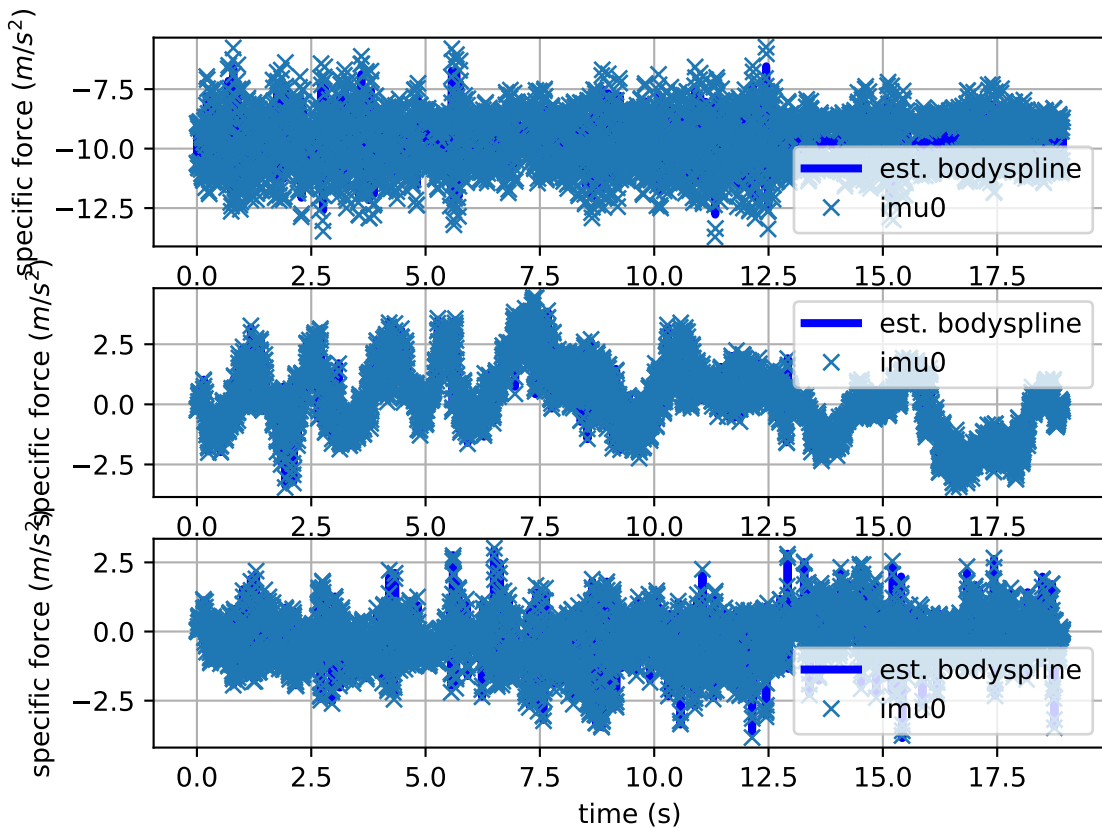 specific force (m/s²)
−7.5
−10.0
−12.5
est. bodyspline
imu0
0.0 2.5 5.0 7.5 10.0 12.5 15.0 17.5
specific force (m/s²)
2.5
0.0
−2.5
est. bodyspline
imu0
0.0 2.5 5.0 7.5 10.0 12.5 15.0 17.5
specific force (m/s²)
2.5
0.0
−2.5
est. bodyspline
imu0
0.0 2.5 5.0 7.5 10.0 12.5 15.0 17.5
time (s)